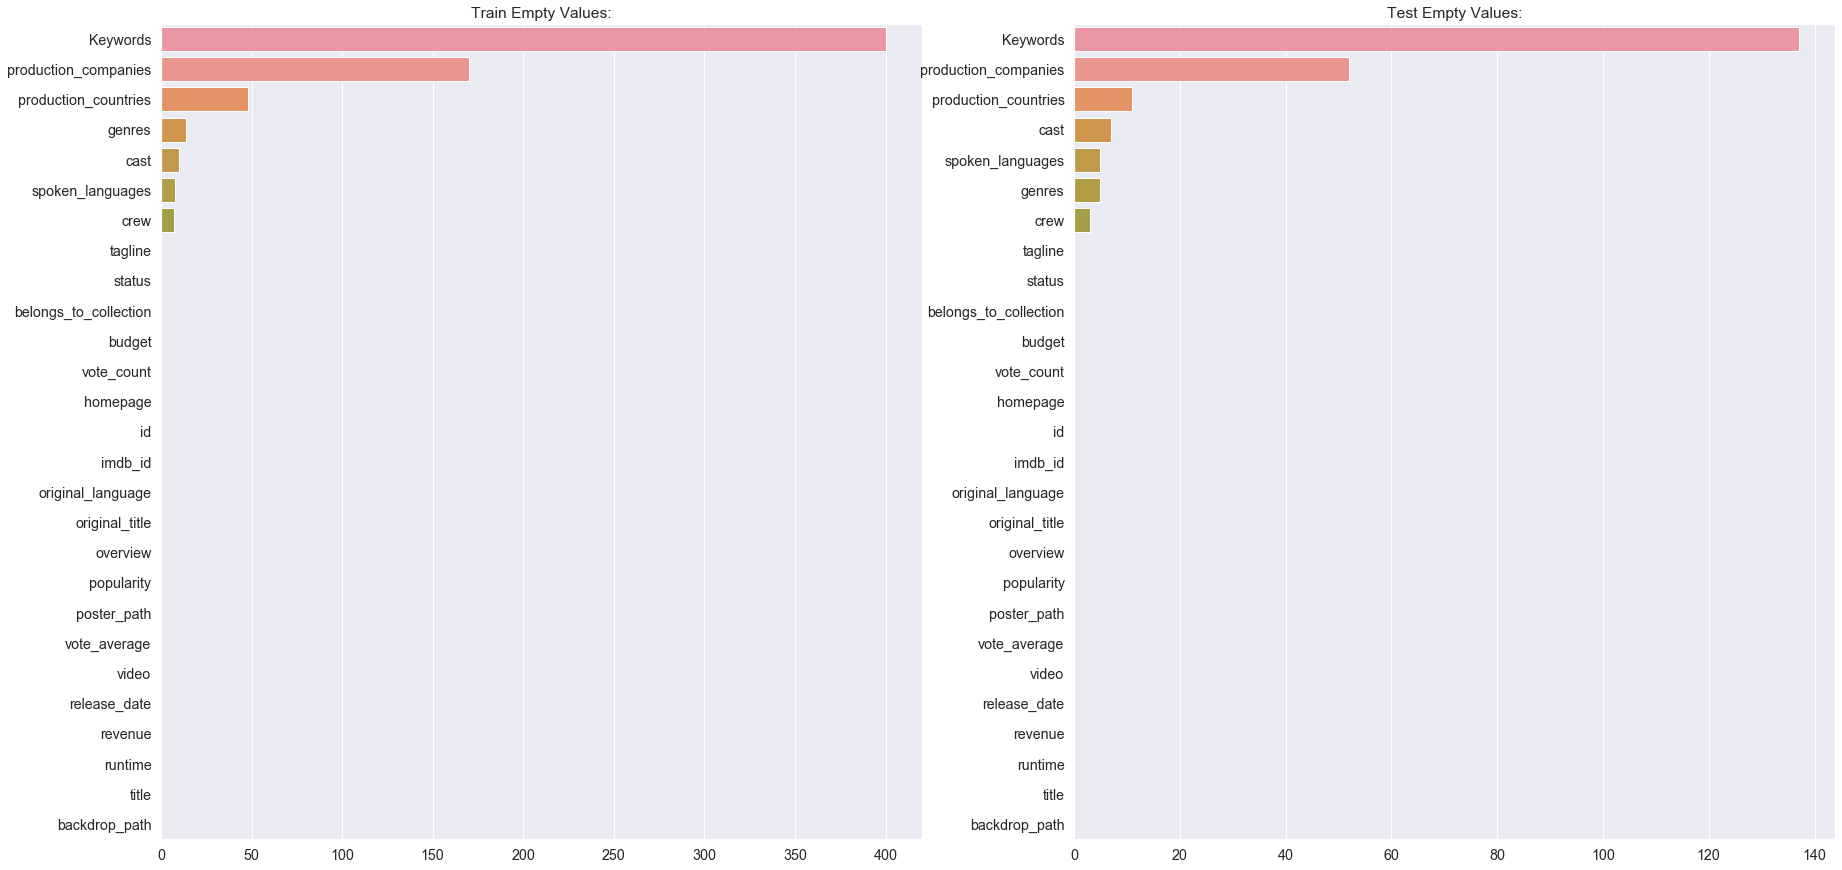 Train Empty Values:
Keywords
production_companies
production_countries
genres
cast
spoken_languages
crew
tagline
status
belongs_to_collection
budget
vote_count
homepage
id
imdb_id
original_language
original_title
overview
popularity
poster_path
vote_average
video
release_date
revenue
runtime
title
backdrop_path
0 50 100 150 200 250 300 350 400
Test Empty Values:
Keywords
production_companies
production_countries
cast
spoken_languages
genres
crew
tagline
status
belongs_to_collection
budget
vote_count
homepage
id
imdb_id
original_language
original_title
overview
popularity
poster_path
vote_average
video
release_date
revenue
runtime
title
backdrop_path
0 20 40 60 80 100 120 140